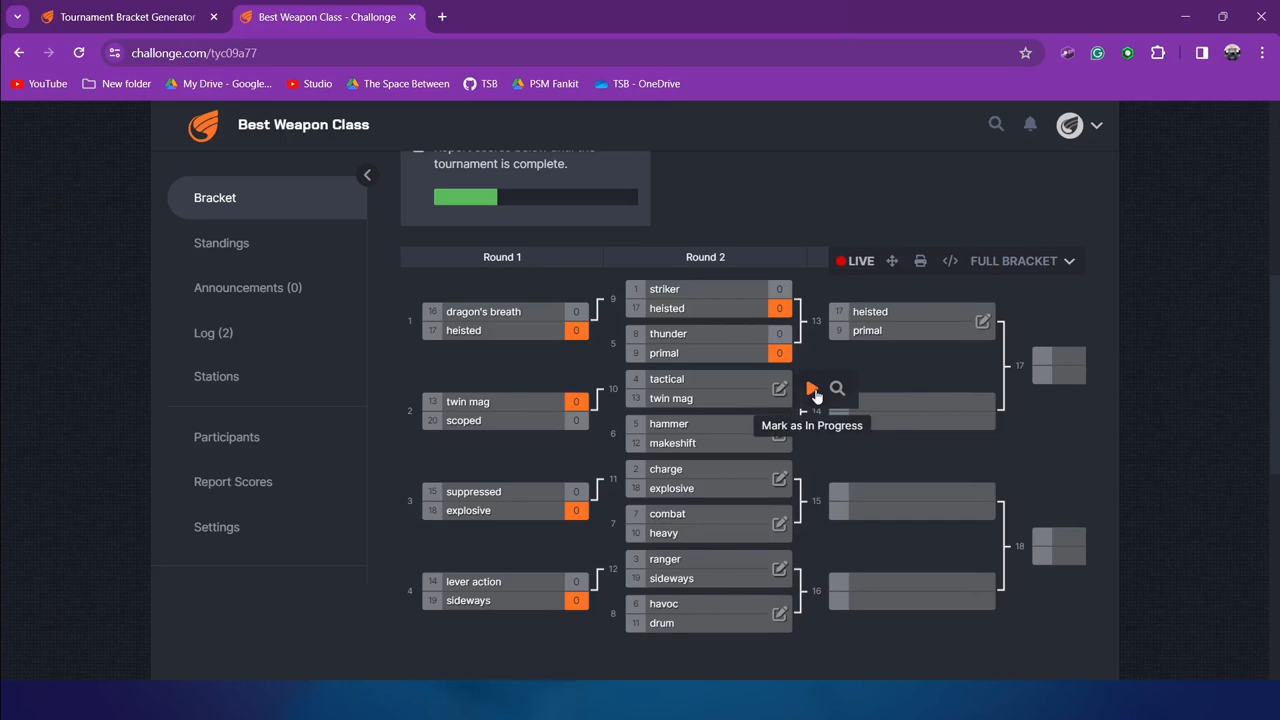 Tournament Bracket Generator
Best Weapon Class - Challonge
challonge.com/tyc09a77
YouTube
New folder
My Drive - Google...
Studio
The Space Between
TSB
PSM Fankit
TSB - OneDrive
Best Weapon Class
tournament is complete.
Bracket
Standings
Announcements (0)
Log (2)
Stations
Participants
Report Scores
Settings
Round 1
Round 2
LIVE
FULL BRACKET
1
16 dragon's breath 0
17 heisted 0
2
13 twin mag 0
20 scoped 0
3
15 suppressed 0
18 explosive 0
4
14 lever action 0
19 sideways 0
9
1 striker 0
17 heisted 0
5
8 thunder 0
9 primal 0
10
4 tactical
13 twin mag
6
5 hammer
12 makeshift
11
2 charge
18 explosive
7
7 combat
10 heavy
12
3 ranger
19 sideways
8
6 havoc
11 drum
13
17 heisted
9 primal
Mark as In Progress
14
15
16
17
18